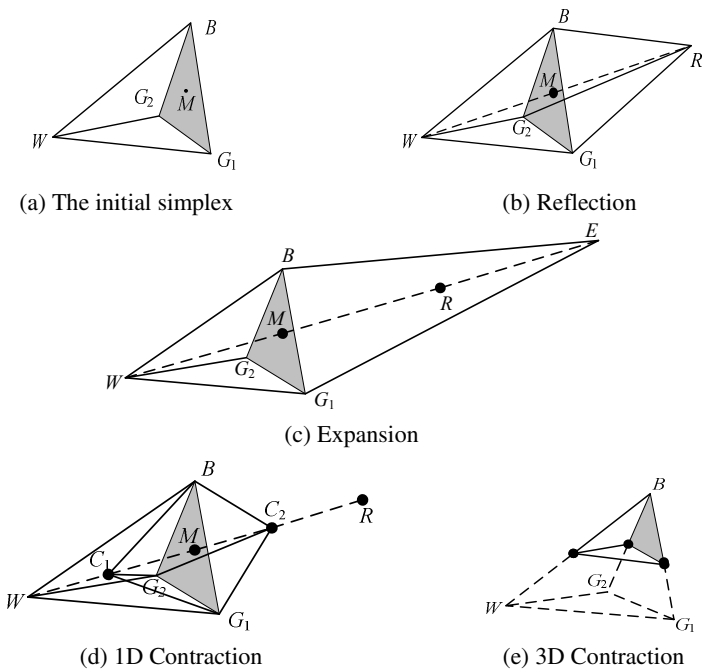 B
G2
M
W
G1
(a) The initial simplex
B
R
M
G2
W
G1
(b) Reflection
E
B
R
M
G2
W
G1
(c) Expansion
B
C2
R
M
C1
G2
W
G1
(d) 1D Contraction
B
G2
W
G1
(e) 3D Contraction